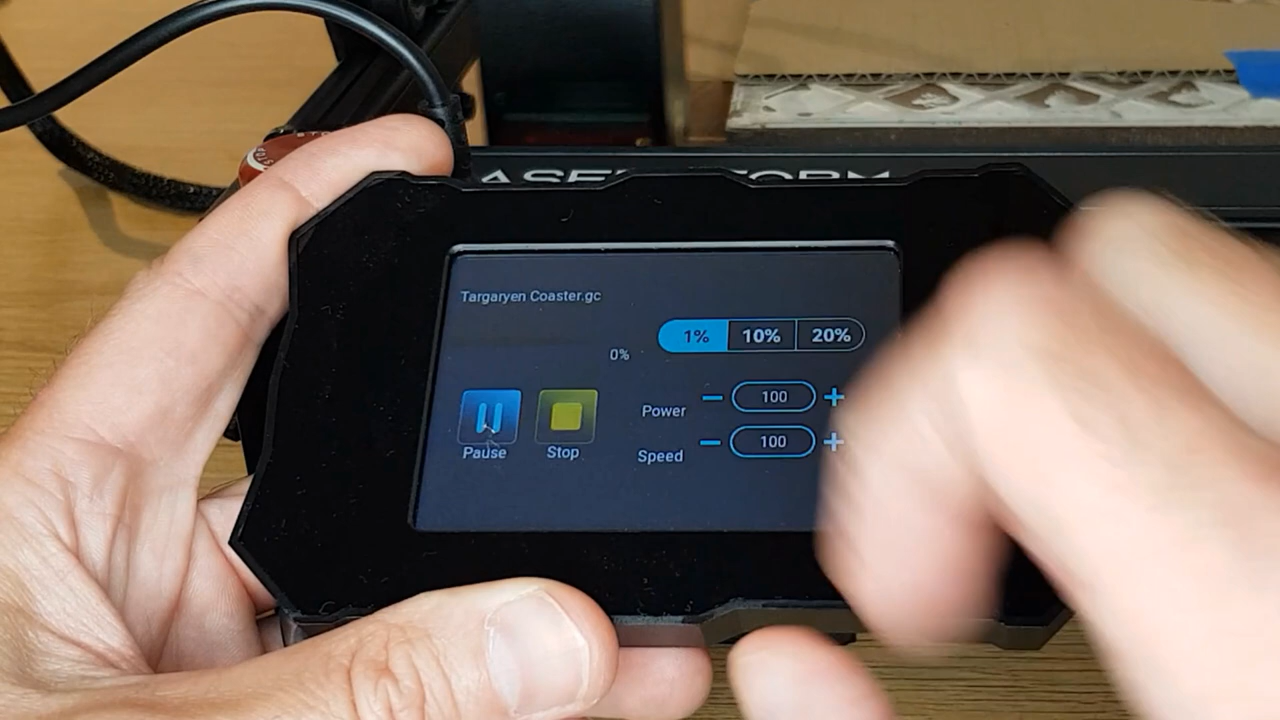 Targaryen Coaster.gc
1% 10% 20%
0%
Power - 100 +
Speed - 100 +
Pause Stop